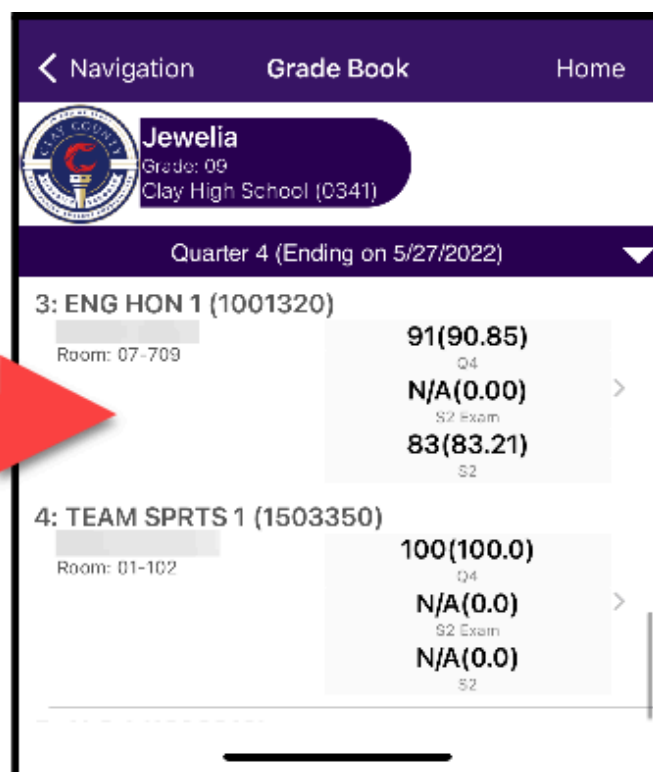 Navigation Grade Book Home
CLAY COUNTY
Jewelia
Grade: 09
Clay High School (0341)
Quarter 4 (Ending on 5/27/2022)
3: ENG HON 1 (1001320)
Room: 07-709
91(90.85)
Q4
N/A(0.00)
S2 Exam
83(83.21)
S2
4: TEAM SPRTS 1 (1503350)
Room: 01-102
100(100.0)
Q4
N/A(0.0)
S2 Exam
N/A(0.0)
S2